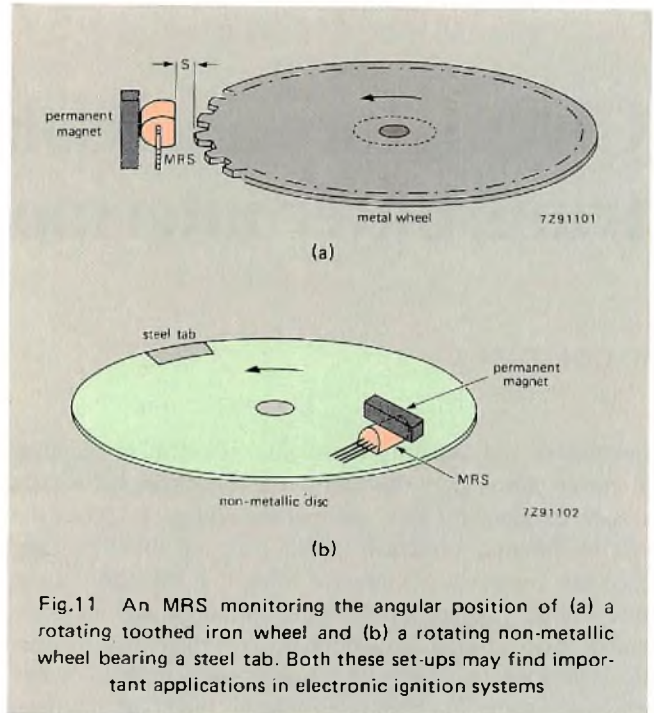 S
permanent
magnet
MRS
metal wheel
7Z91101
(a)
steel tab
permanent
magnet
MRS
non-metallic disc
7Z91102
(b)
Fig.11 An MRS monitoring the angular position of (a) a
rotating toothed iron wheel and (b) a rotating non-metallic
wheel bearing a steel tab. Both these set-ups may find impor-
tant applications in electronic ignition systems